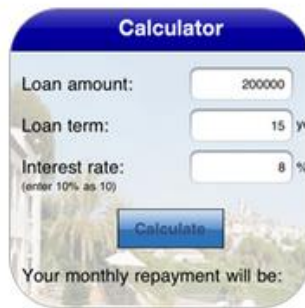 Calculator
Loan amount: 200000
Loan term: 15 y
Interest rate: 8 %
(enter 10% as 10)
Calculate
Your monthly repayment will be: